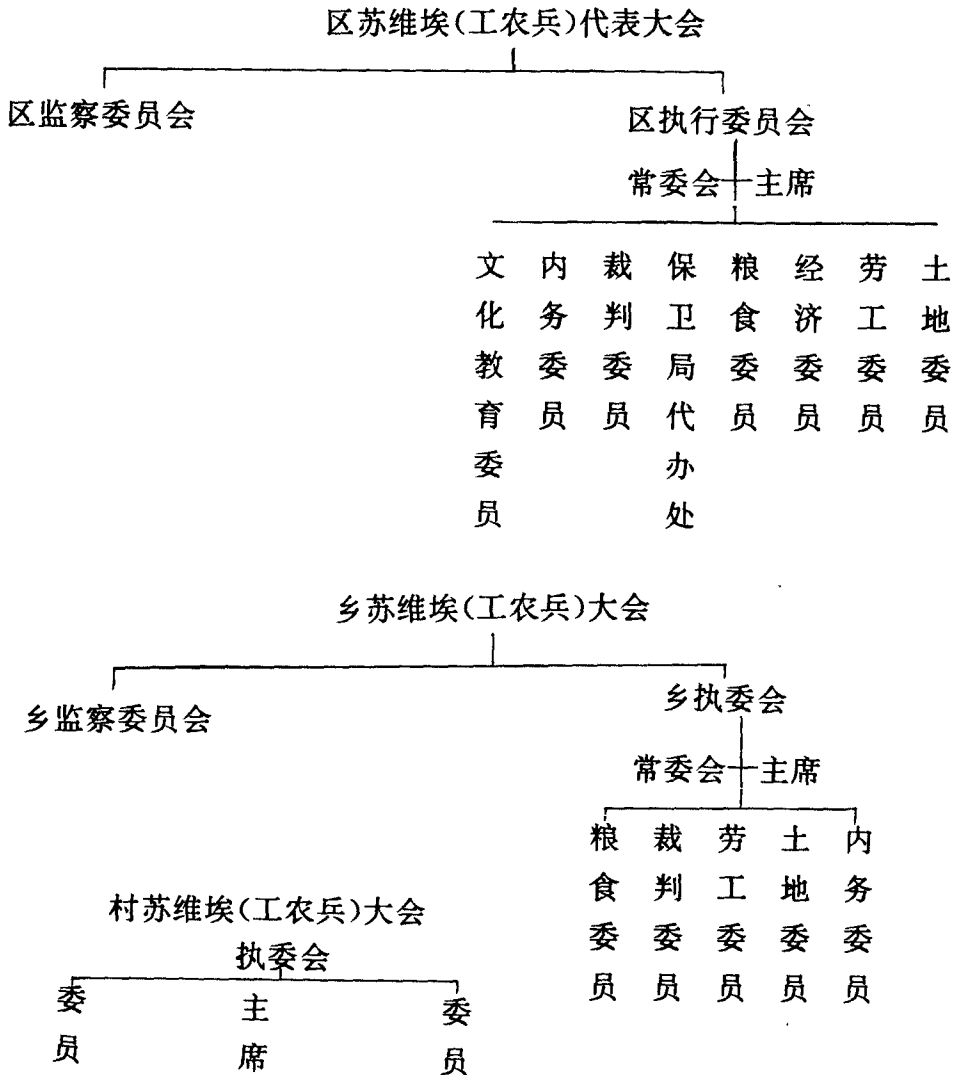 区苏维埃(工农兵)代表大会
区监察委员会
区执行委员会
常委会 主席
文化教育委员
内务委员
裁判委员
保卫局代办处
粮食委员
经济委员
劳工委员
土地委员
乡苏维埃(工农兵)大会
乡监察委员会
乡执委会
常委会 主席
粮食委员
裁判委员
劳工委员
土地委员
内务委员
村苏维埃(工农兵)大会
执委会
委员
主席
委员